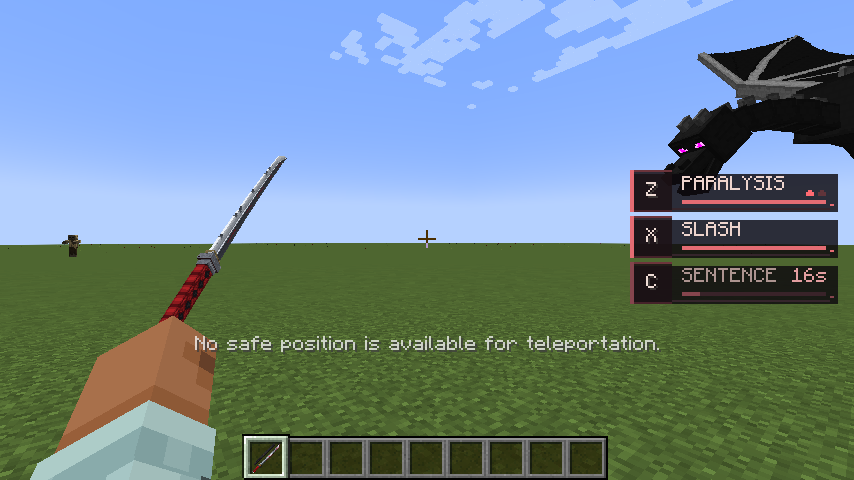 Z PARALYSIS
X SLASH
C SENTENCE 16s
No safe position is available for teleportation.